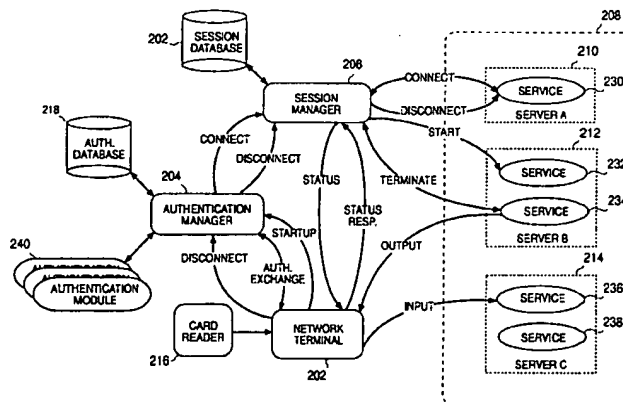 208
202
SESSION
DATABASE
206
SESSION
MANAGER
CONNECT
DISCONNECT
210
SERVICE
230
SERVER A
START
218
AUTH.
DATABASE
CONNECT
DISCONNECT
212
SERVICE
232
TERMINATE
SERVICE
234
SERVER B
204
AUTHENTICATION
MANAGER
STATUS
STATUS
RESP.
STARTUP
OUTPUT
240
AUTHENTICATION
MODULE
DISCONNECT
AUTH.
EXCHANGE
214
INPUT
SERVICE
236
SERVICE
238
SERVER C
CARD
READER
216
NETWORK
TERMINAL
202